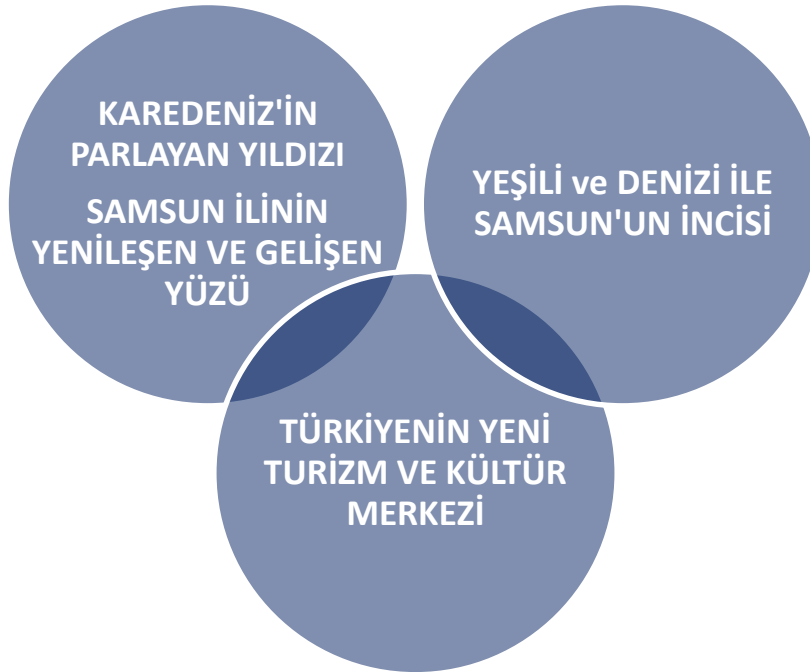 KAREDENİZ'İN
PARLAYAN YILDIZI
SAMSUN İLİNİN
YENİLEŞEN VE GELİŞEN
YÜZÜ
YEŞİLİ ve DENİZİ İLE
SAMSUN'UN İNCİSİ
TÜRKİYENİN YENİ
TURİZM VE KÜLTÜR
MERKEZİ